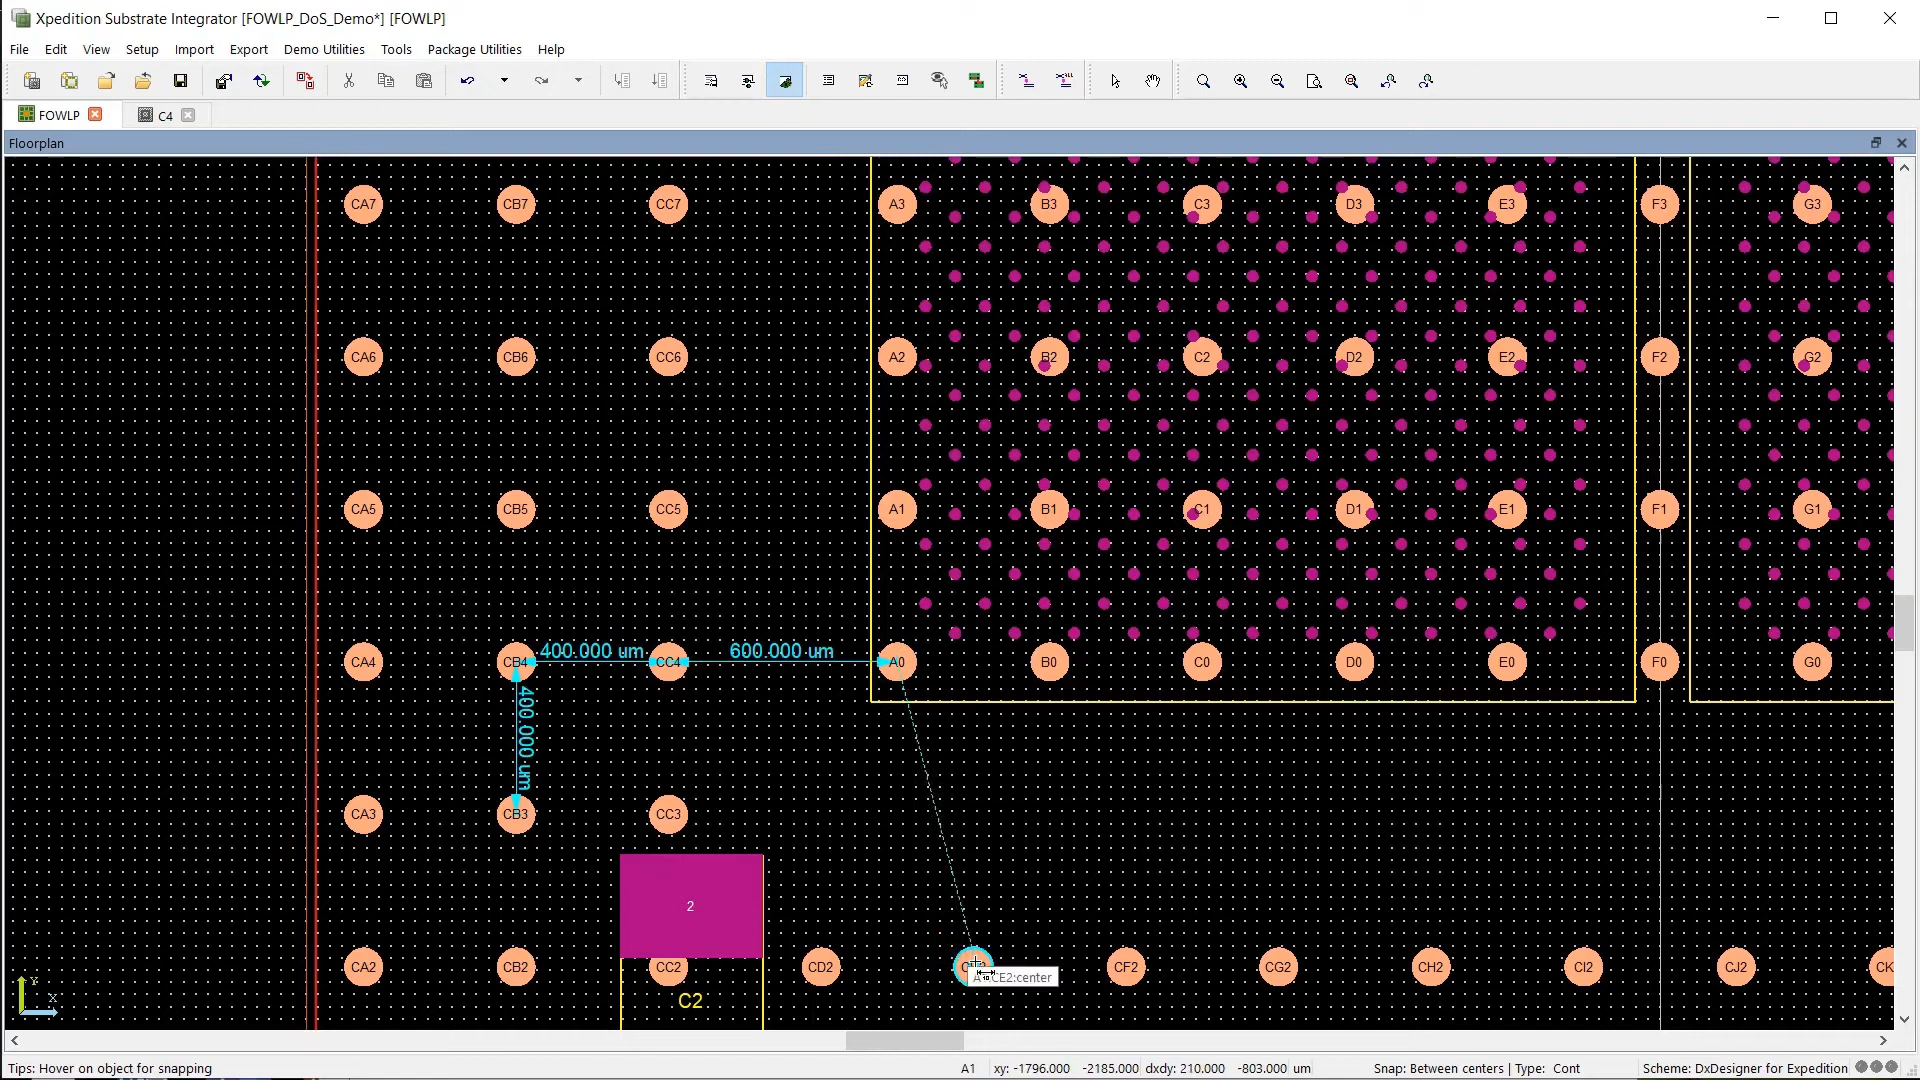 Xpedition Substrate Integrator [FOWLP_DoS_Demo*] [FOWLP]
File Edit View Setup Import Export Demo Utilities Tools Package Utilities Help
FOWLP C4
Floorplan
CA7 CB7 CC7 A3 B3 C3 D3 E3 F3 G3
CA6 CB6 CC6 A2 B2 C2 D2 E2 F2 G2
CA5 CB5 CC5 A1 B1 C1 D1 E1 F1 G1
400.000 um 600.000 um
CA4 CB4 CC4 A0 B0 C0 D0 E0 F0 G0
400.000 um
CA3 CB3 CC3
2
CA2 CB2 CC2 CD2 CF2 CG2 CH2 CI2 CJ2 CK
CE2:center
C2
Y
X
Tips: Hover on object for snapping A1 xy: -1796.000 -2185.000 dxdy: 210.000 -803.000 um Snap: Between centers | Type: Cont Scheme: DxDesigner for Expedition